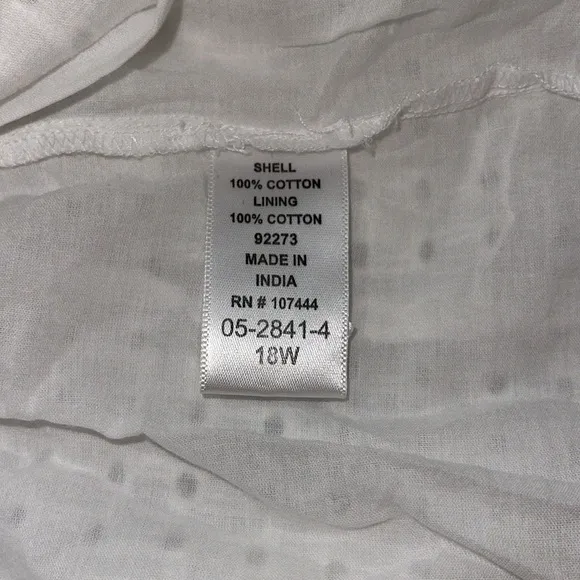 SHELL
100% COTTON
LINING
100% COTTON
92273
MADE IN
INDIA
RN # 107444
05-2841-4
18W